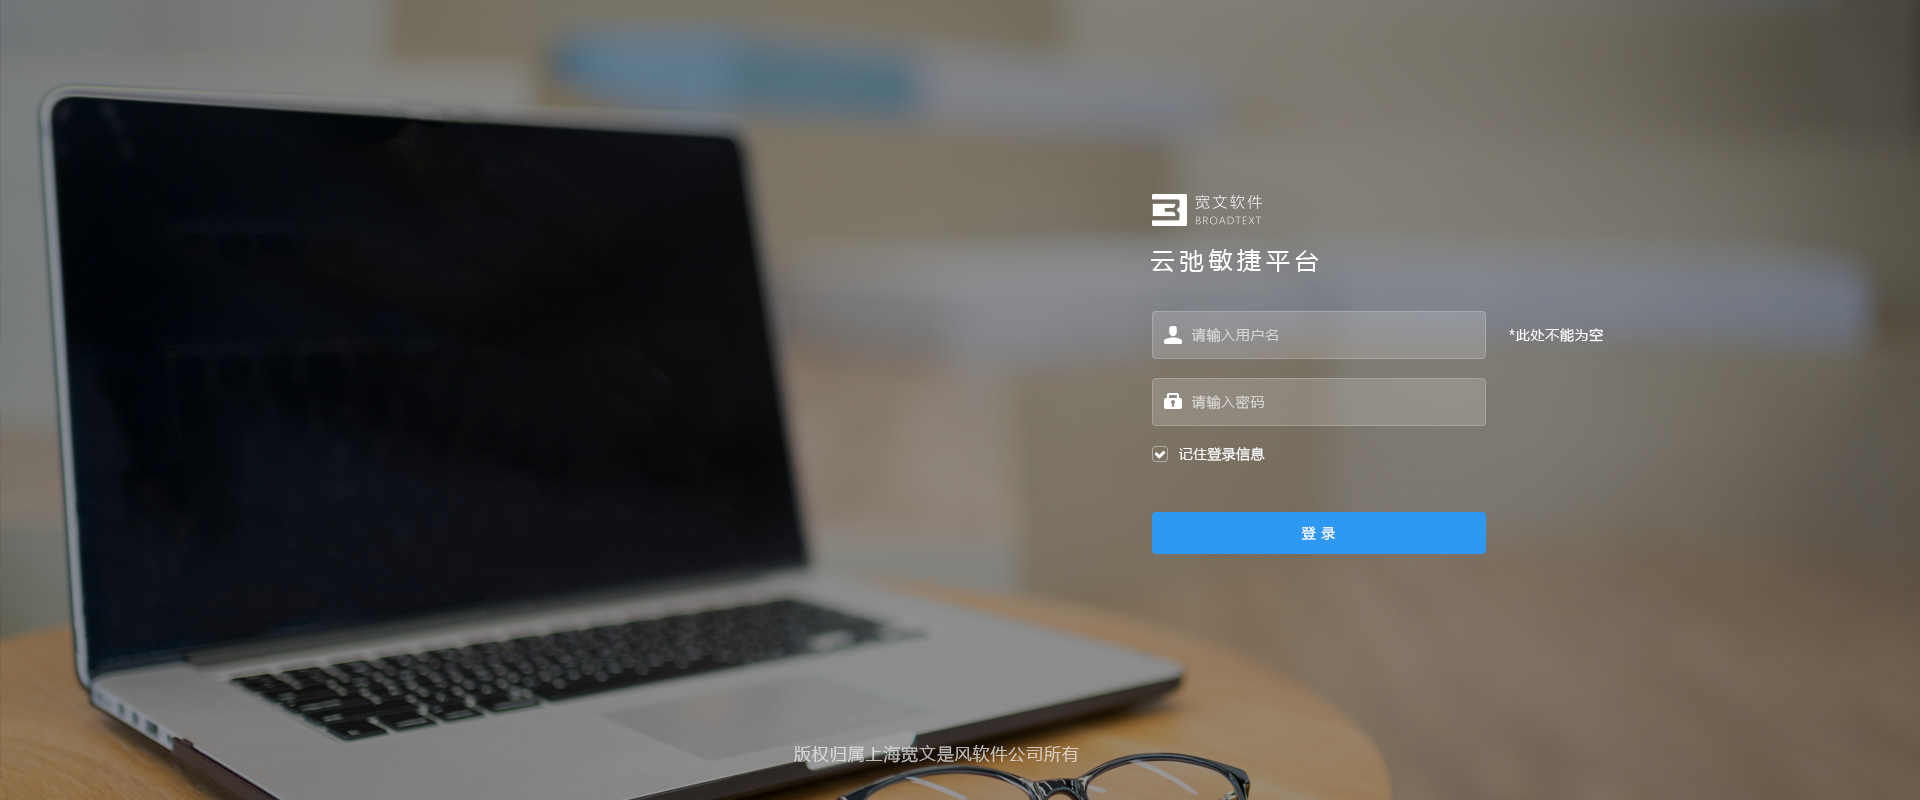 宽文软件
BROADTEXT
云弛敏捷平台
请输入用户名
*此处不能为空
请输入密码
记住登录信息
登 录
版权归属上海宽文是风软件公司所有